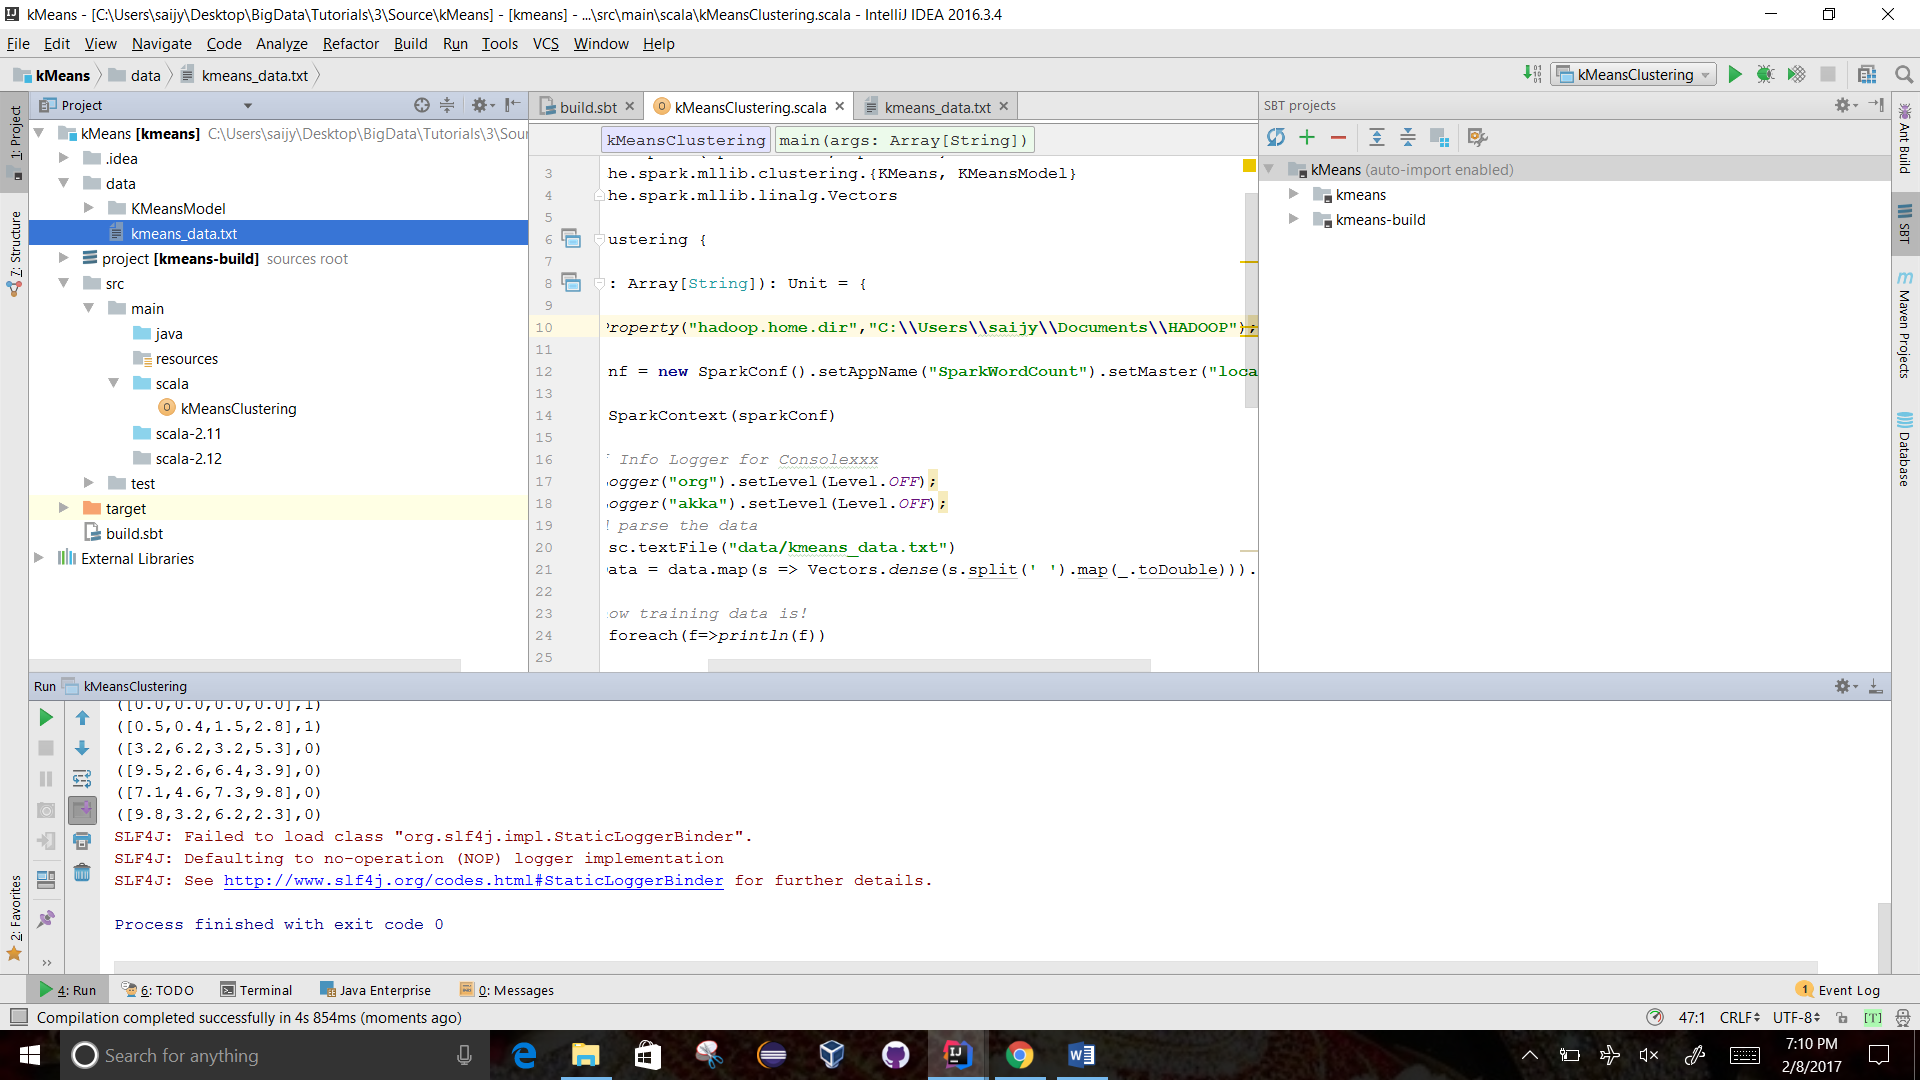 kMeans - [C:\Users\saijy\Desktop\BigData\Tutorials\3\Source\kMeans] - [kmeans] - ...\src\main\scala\kMeansClustering.scala - IntelliJ IDEA 2016.3.4
File Edit View Navigate Code Analyze Refactor Build Run Tools VCS Window Help
kMeans data kmeans_data.txt
kMeansClustering
1: Project
7: Structure
2: Favorites
Project
kMeans [kmeans] C:\Users\saijy\Desktop\BigData\Tutorials\3\Sour
.idea
data
KMeansModel
kmeans_data.txt
project [kmeans-build] sources root
src
main
java
resources
scala
kMeansClustering
scala-2.11
scala-2.12
test
target
build.sbt
External Libraries
build.sbt kMeansClustering.scala kmeans_data.txt
kMeansClustering main(args: Array[String])
3 he.spark.mllib.clustering.{KMeans, KMeansModel}
4 he.spark.mllib.linalg.Vectors
5
6 ustering {
7
8 : Array[String]): Unit = {
9
10 Property("hadoop.home.dir","C:\\Users\\saijy\\Documents\\HADOOP");
11
12 nf = new SparkConf().setAppName("SparkWordCount").setMaster("loca
13
14 SparkContext(sparkConf)
15
16 Info Logger for Consolexxx
17 ogger("org").setLevel(Level.OFF);
18 ogger("akka").setLevel(Level.OFF);
19 parse the data
20 sc.textFile("data/kmeans_data.txt")
21 ata = data.map(s => Vectors.dense(s.split(' ').map(_.toDouble))).
22
23 ow training data is!
24 foreach(f=>println(f))
25
SBT projects
kMeans (auto-import enabled)
kmeans
kmeans-build
Ant Build
SBT
Maven Projects
Database
Run kMeansClustering
([0.0,0.0,0.0,0.0],1)
([0.5,0.4,1.5,2.8],1)
([3.2,6.2,3.2,5.3],0)
([9.5,2.6,6.4,3.9],0)
([7.1,4.6,7.3,9.8],0)
([9.8,3.2,6.2,2.3],0)
SLF4J: Failed to load class "org.slf4j.impl.StaticLoggerBinder".
SLF4J: Defaulting to no-operation (NOP) logger implementation
SLF4J: See http://www.slf4j.org/codes.html#StaticLoggerBinder for further details.
Process finished with exit code 0
4: Run 6: TODO Terminal Java Enterprise 0: Messages 1 Event Log
Compilation completed successfully in 4s 854ms (moments ago) 47:1 CRLF UTF-8 [T]
Search for anything
7:10 PM
2/8/2017